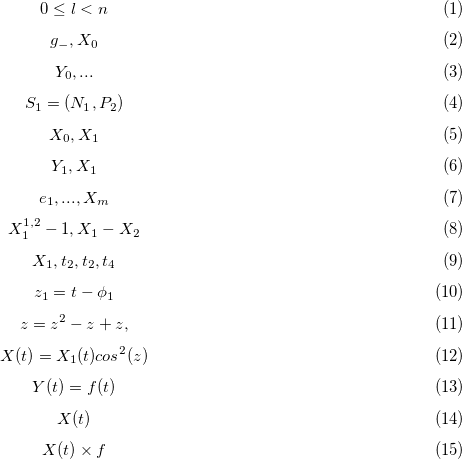 0 ≤ l < n (1)
g₋, X₀ (2)
Y₀, ... (3)
S₁ = (N₁, P₂) (4)
X₀, X₁ (5)
Y₁, X₁ (6)
e₁, ..., Xₘ (7)
X₁^{1,2} − 1, X₁ − X₂ (8)
X₁, t₂, t₂, t₄ (9)
z₁ = t − ϕ₁ (10)
z = z² − z + z, (11)
X(t) = X₁(t)cos²(z) (12)
Y(t) = f(t) (13)
X(t) (14)
X(t) × f (15)